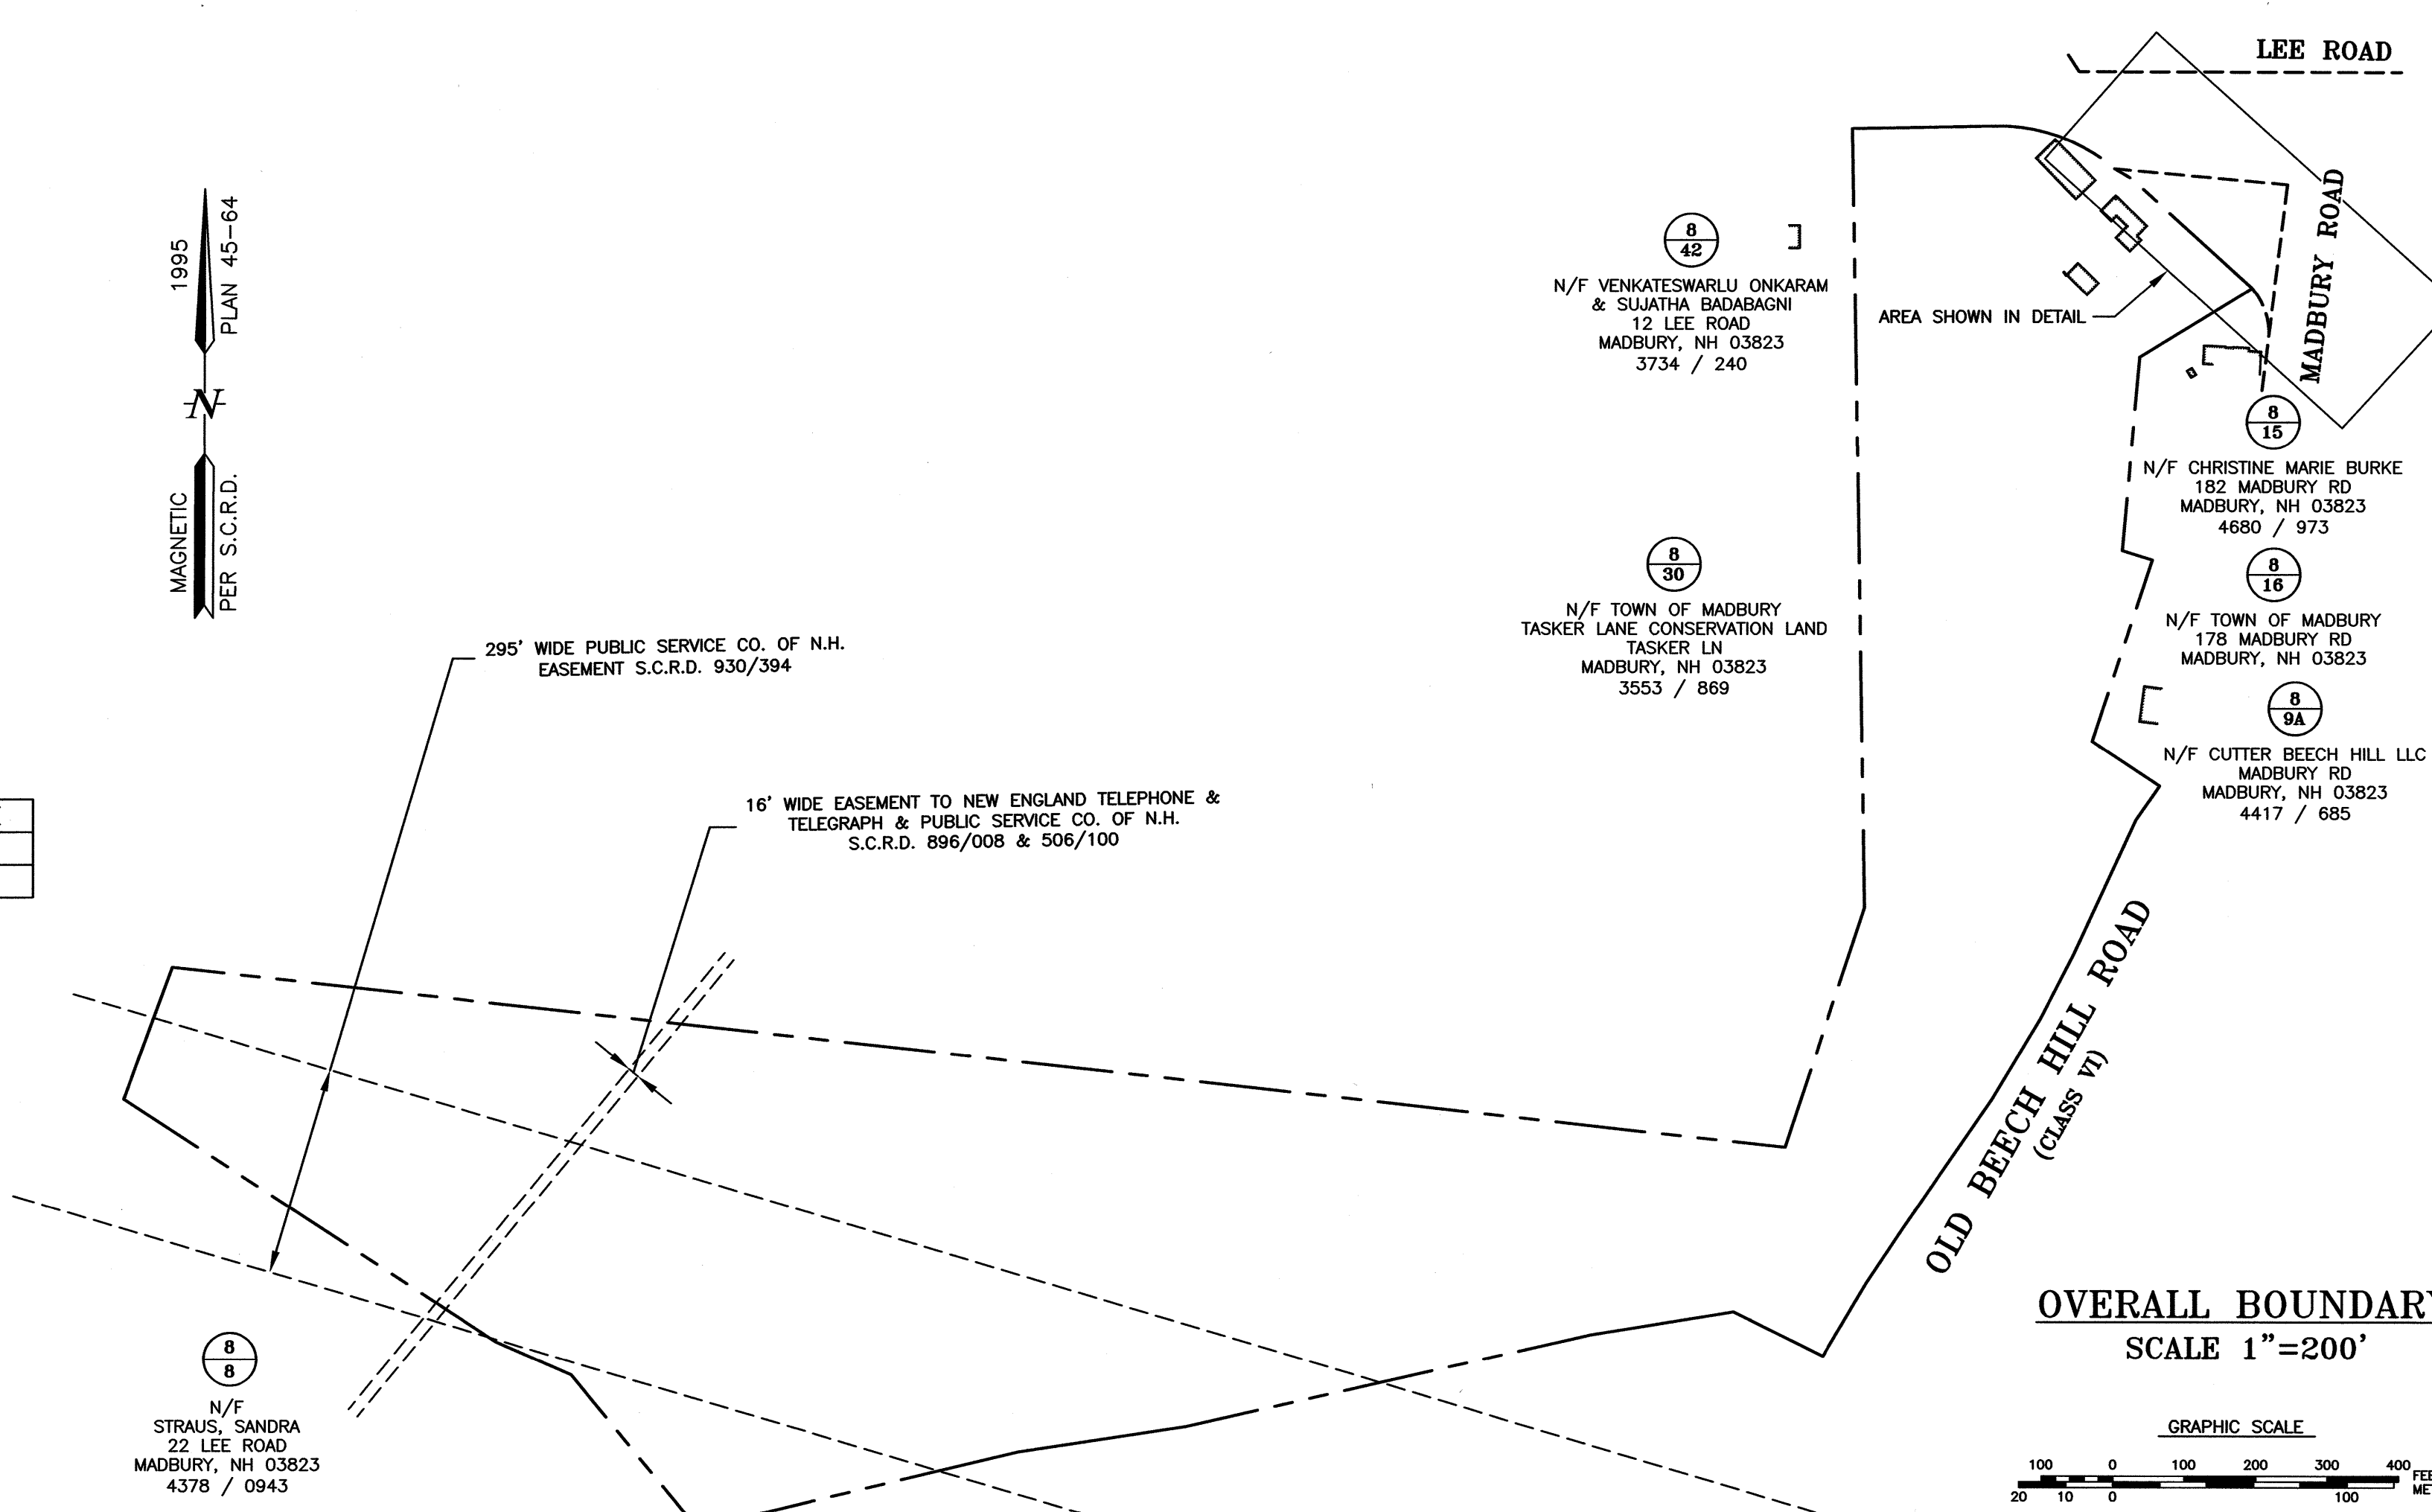 LEE ROAD
1995
PLAN 45-64
N
MAGNETIC
PER S.C.R.D.
8
42
N/F VENKATESWARLU ONKARAM
& SUJATHA BADABAGNI
12 LEE ROAD
MADBURY, NH 03823
3734 / 240
AREA SHOWN IN DETAIL
MADBURY ROAD
8
15
N/F CHRISTINE MARIE BURKE
182 MADBURY RD
MADBURY, NH 03823
4680 / 973
8
30
N/F TOWN OF MADBURY
TASKER LANE CONSERVATION LAND
TASKER LN
MADBURY, NH 03823
3553 / 869
8
16
N/F TOWN OF MADBURY
178 MADBURY RD
MADBURY, NH 03823
8
9A
N/F CUTTER BEECH HILL LLC
MADBURY RD
MADBURY, NH 03823
4417 / 685
295' WIDE PUBLIC SERVICE CO. OF N.H.
EASEMENT S.C.R.D. 930/394
16' WIDE EASEMENT TO NEW ENGLAND TELEPHONE &
TELEGRAPH & PUBLIC SERVICE CO. OF N.H.
S.C.R.D. 896/008 & 506/100
OLD BEECH HILL ROAD
(CLASS VI)
8
8
N/F
STRAUS, SANDRA
22 LEE ROAD
MADBURY, NH 03823
4378 / 0943
OVERALL BOUNDARY
SCALE 1"=200'
GRAPHIC SCALE
100 0 100 200 300 400
FEE
ME
20 10 0 100